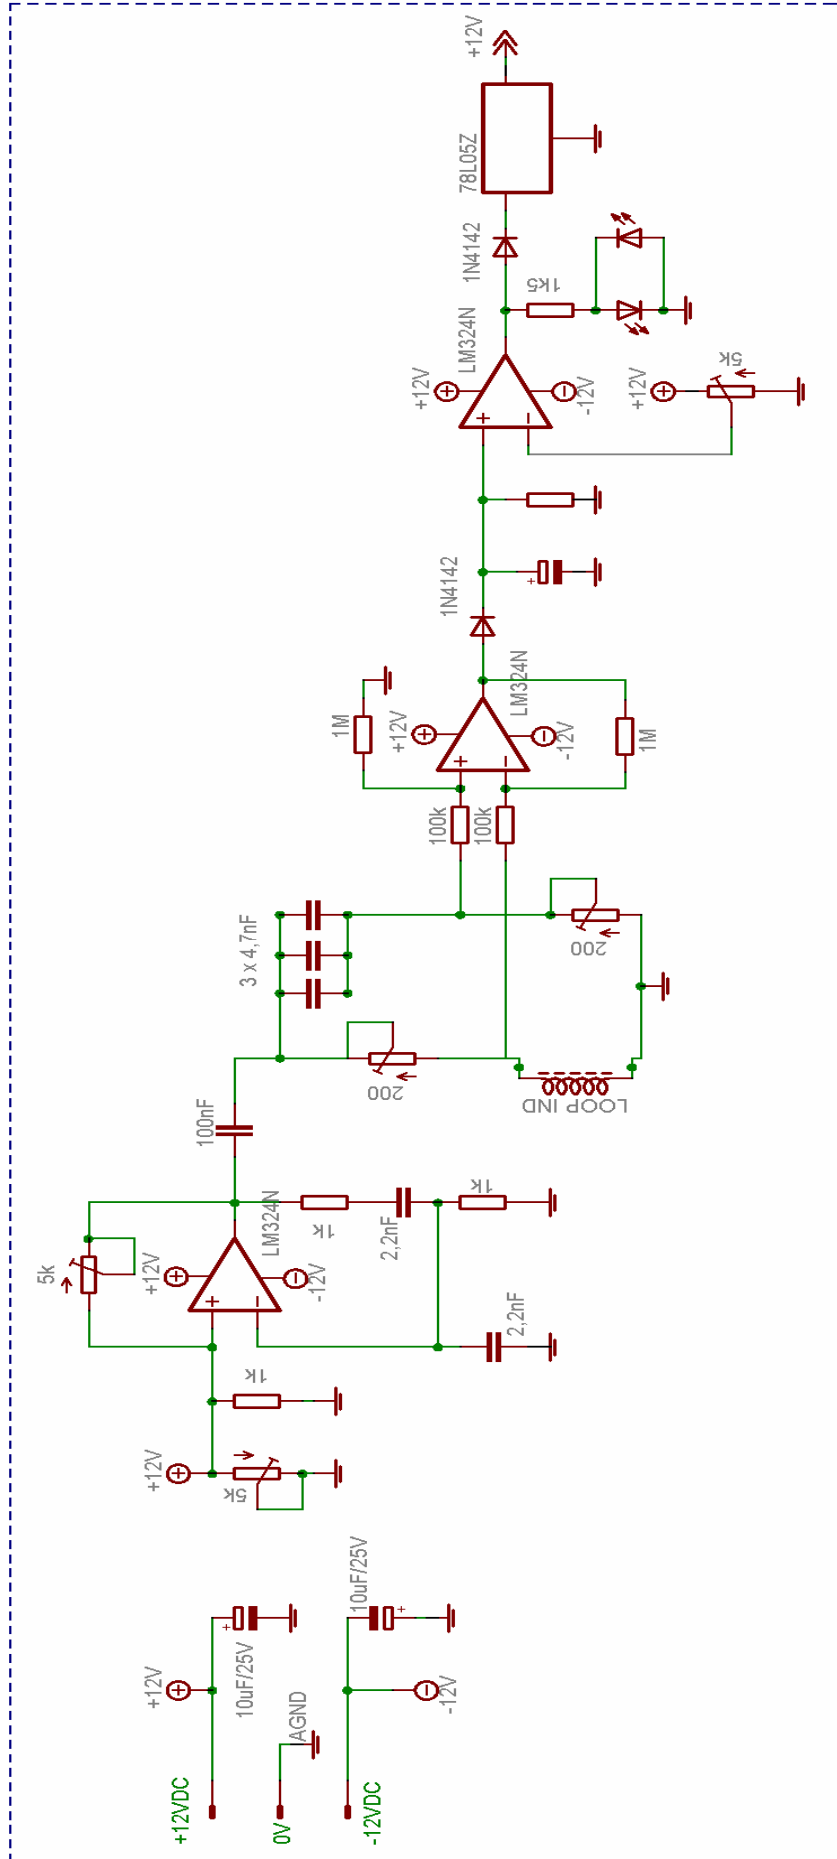 +12V
78L05Z
1N4142
1k5
LM324N
+12V
-12V
+12V
5k
+
-
1N4142
+
LM324N
1M
+12V
-12V
1M
+
-
100k
100k
3 x 4,7nF
200
200
LOOP IND
100nF
LM324N
1k
2,2nF
1k
5k
+12V
-12V
+
-
2,2nF
1k
+12V
5k
10uF/25V
+
+12V
+
10uF/25V
AGND
-12V
+12VDC
0V
-12VDC